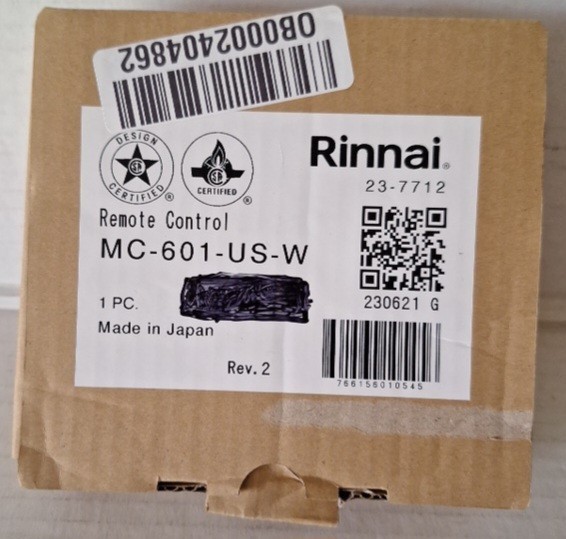 OB0002404862
DESIGN
CERTIFIED
®
CERTIFIED
®
Rinnai®
23-7712
Remote Control
MC-601-US-W
230621 G
1 PC.
Made in Japan
Rev.2
766156010545